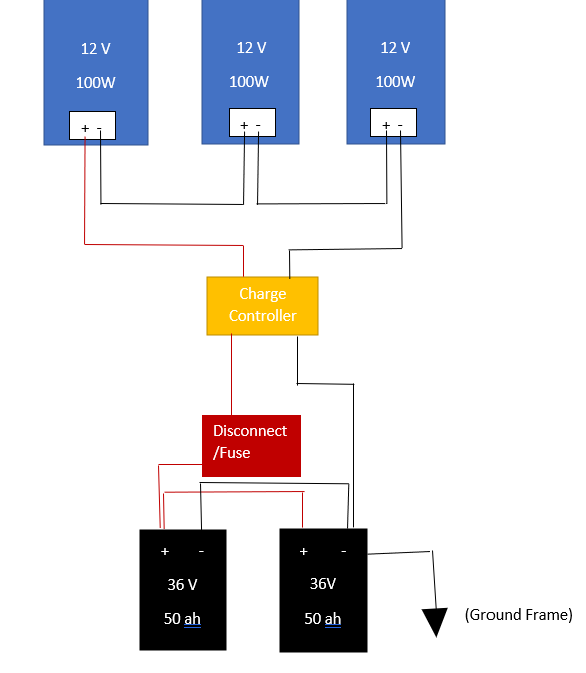 12 V
100W
+ -
12 V
100W
+ -
12 V
100W
+ -
Charge
Controller
Disconnect
/Fuse
+ -
36 V
50 ah
+ -
36V
50 ah
(Ground Frame)